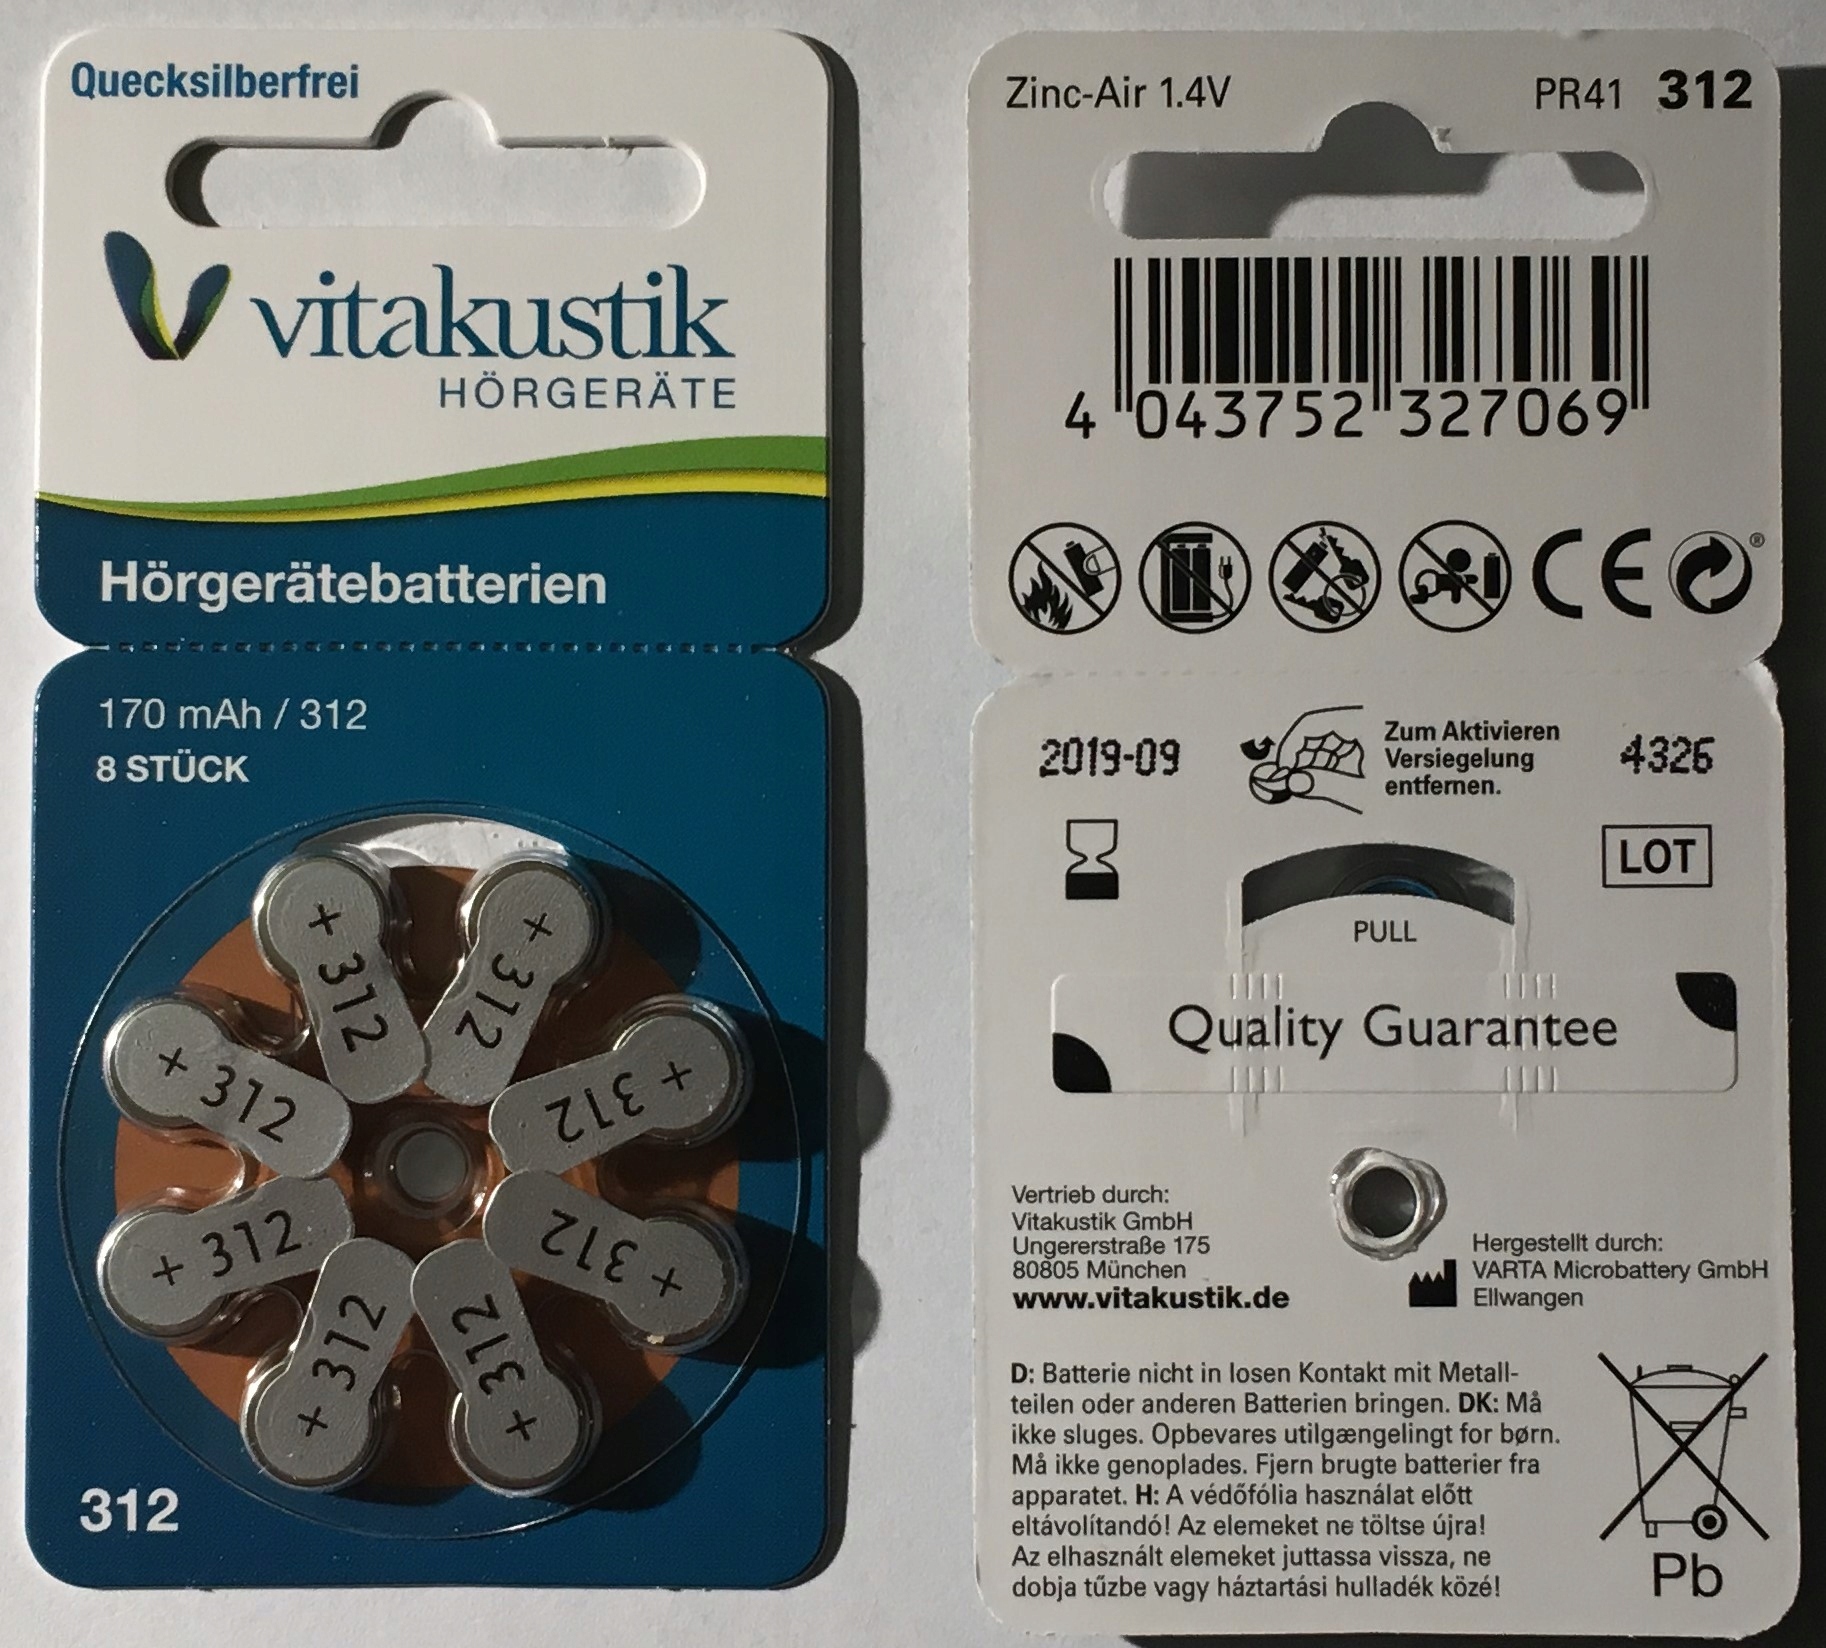 Quecksilberfrei
vitakustik
HÖRGERÄTE
Hörgerätebatterien
170 mAh / 312
8 STÜCK
+ 312
+ 312
+ 312
+ 312
+ 312
+ 312
+ 312
+ 312
312
Zinc-Air 1.4V PR41 312
4 043752 327069
CE ®
2019-09
Zum Aktivieren
Versiegelung
entfernen.
4326
LOT
PULL
Quality Guarantee
Vertrieb durch:
Vitakustik GmbH
Ungererstraße 175
80805 München
www.vitakustik.de
Hergestellt durch:
VARTA Microbattery GmbH
Ellwangen
D: Batterie nicht in losen Kontakt mit Metall-
teilen oder anderen Batterien bringen. DK: Må
ikke sluges. Opbevares utilgængelingt for børn.
Må ikke genoplades. Fjern brugte batterier fra
apparatet. H: A védőfólia használat előtt
eltávolítandó! Az elemeket ne töltse újra!
Az elhasznált elemeket juttassa vissza, ne
dobja tűzbe vagy háztartási hulladék közé!
Pb